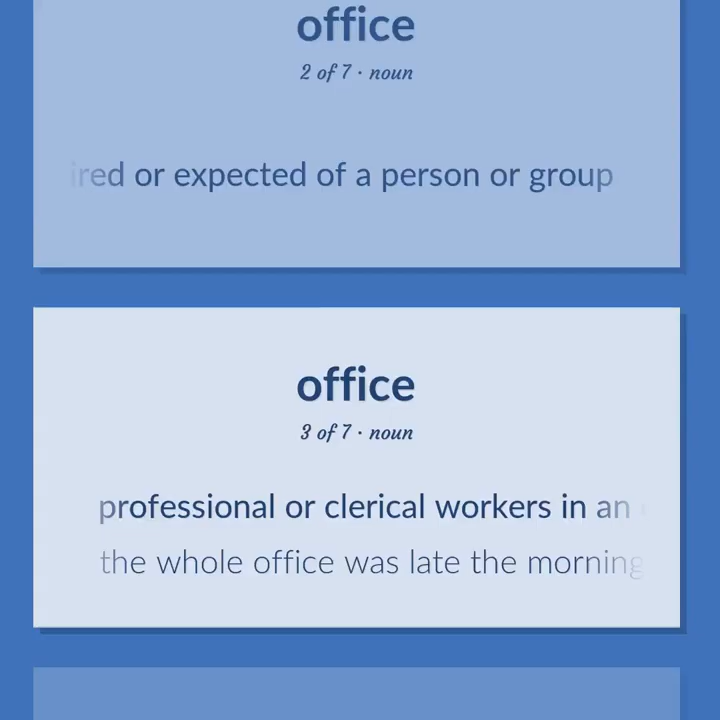 office
2 of 7 · noun
ired or expected of a person or group
office
3 of 7 · noun
professional or clerical workers in an
the whole office was late the morning